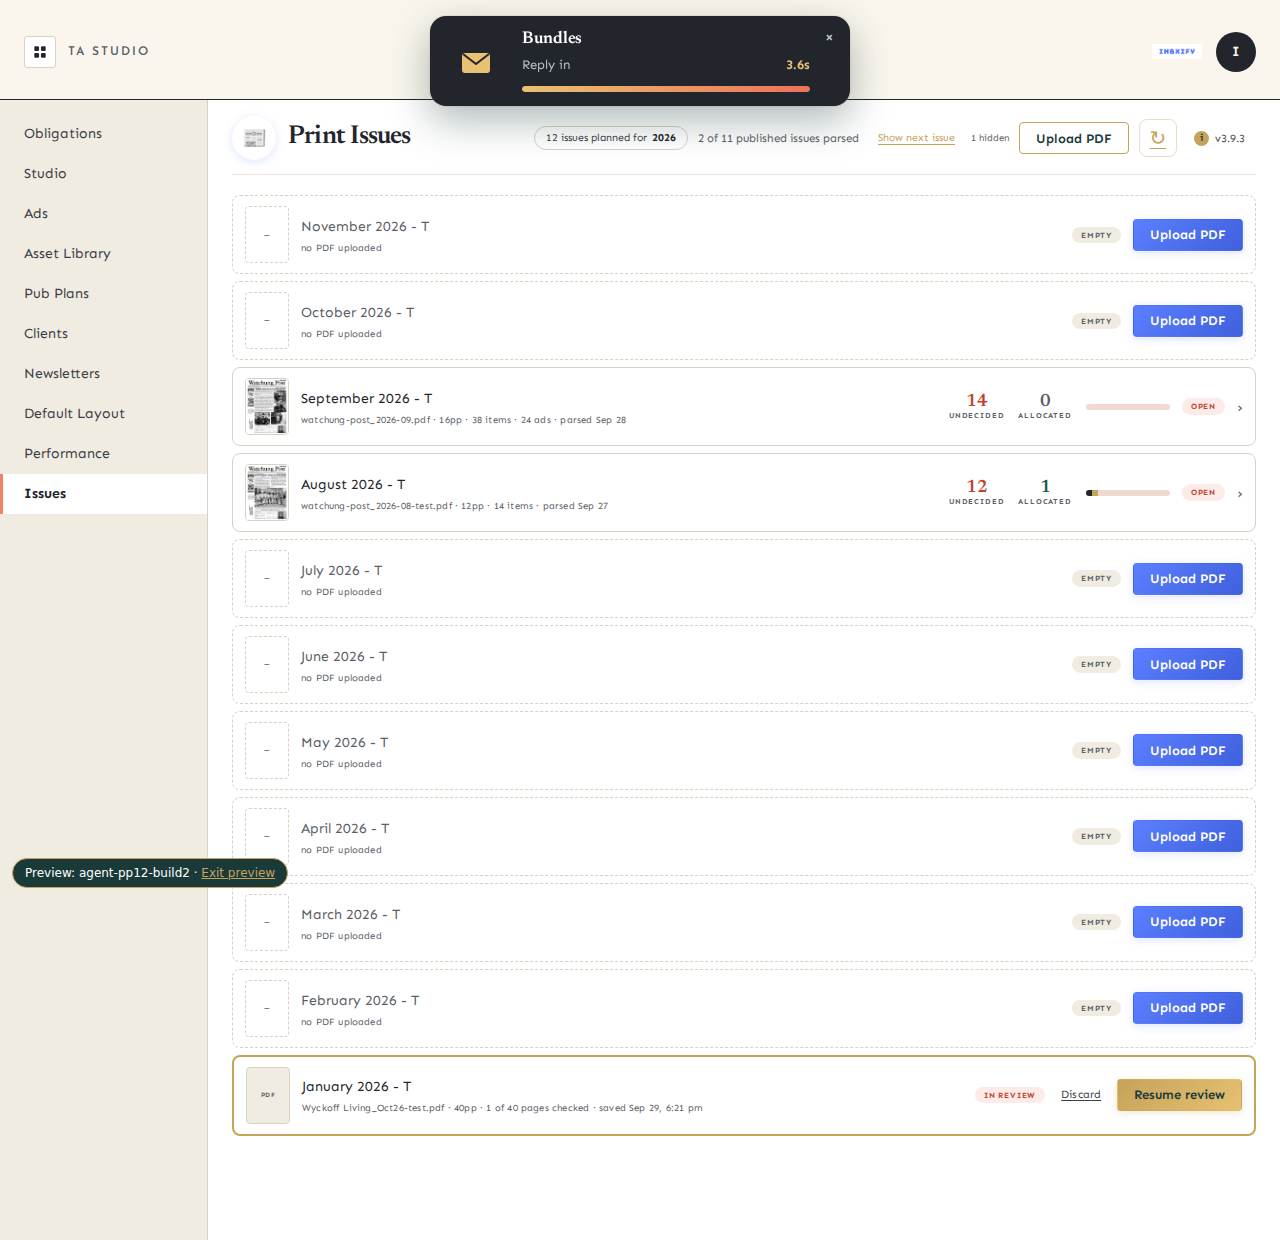 TA STUDIO
Bundles
×
Reply in 3.6s
INBXIFY
I
Obligations
Studio
Ads
Asset Library
Pub Plans
Clients
Newsletters
Default Layout
Performance
Issues
Print Issues
12 issues planned for 2026
2 of 11 published issues parsed
Show next issue
1 hidden
Upload PDF
↻
i v3.9.3
–
November 2026 - T
no PDF uploaded
EMPTY
Upload PDF
–
October 2026 - T
no PDF uploaded
EMPTY
Upload PDF
Watchung Post
September 2026 - T
watchung-post_2026-09.pdf · 16pp · 38 items · 24 ads · parsed Sep 28
14 UNDECIDED
0 ALLOCATED
OPEN
›
Watchung Post
August 2026 - T
watchung-post_2026-08-test.pdf · 12pp · 14 items · parsed Sep 27
12 UNDECIDED
1 ALLOCATED
OPEN
›
–
July 2026 - T
no PDF uploaded
EMPTY
Upload PDF
–
June 2026 - T
no PDF uploaded
EMPTY
Upload PDF
–
May 2026 - T
no PDF uploaded
EMPTY
Upload PDF
–
April 2026 - T
no PDF uploaded
EMPTY
Upload PDF
Preview: agent-pp12-build2 · Exit preview
–
March 2026 - T
no PDF uploaded
EMPTY
Upload PDF
–
February 2026 - T
no PDF uploaded
EMPTY
Upload PDF
PDF
January 2026 - T
Wyckoff Living_Oct26-test.pdf · 40pp · 1 of 40 pages checked · saved Sep 29, 6:21 pm
IN REVIEW
Discard
Resume review